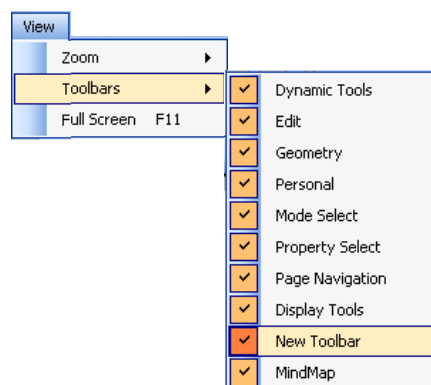 View
Zoom
Toolbars
Full Screen F11
Dynamic Tools
Edit
Geometry
Personal
Mode Select
Property Select
Page Navigation
Display Tools
New Toolbar
MindMap